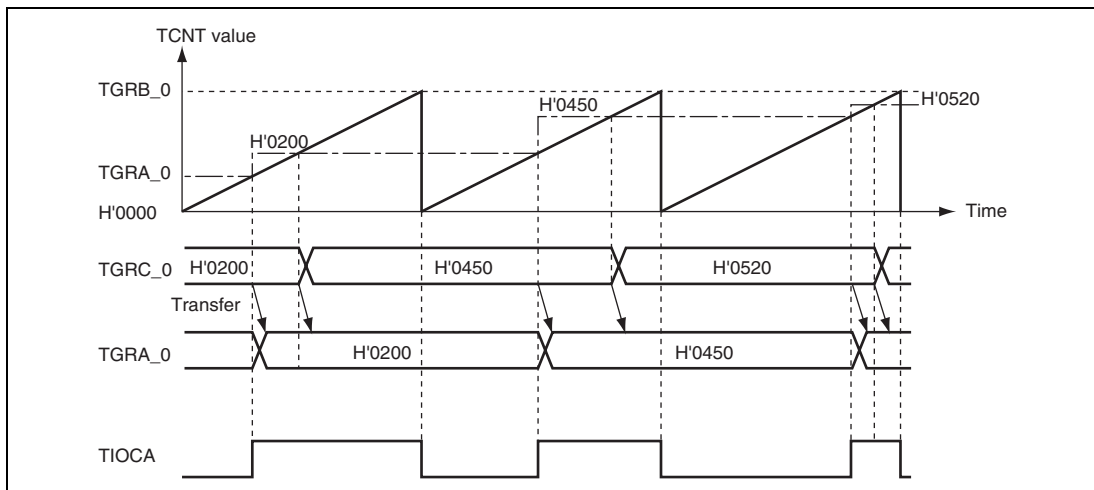 TCNT value
TGRB_0
H'0450
H'0520
H'0200
TGRA_0
H'0000
Time
TGRC_0
H'0200
H'0450
H'0520
Transfer
TGRA_0
H'0200
H'0450
TIOCA